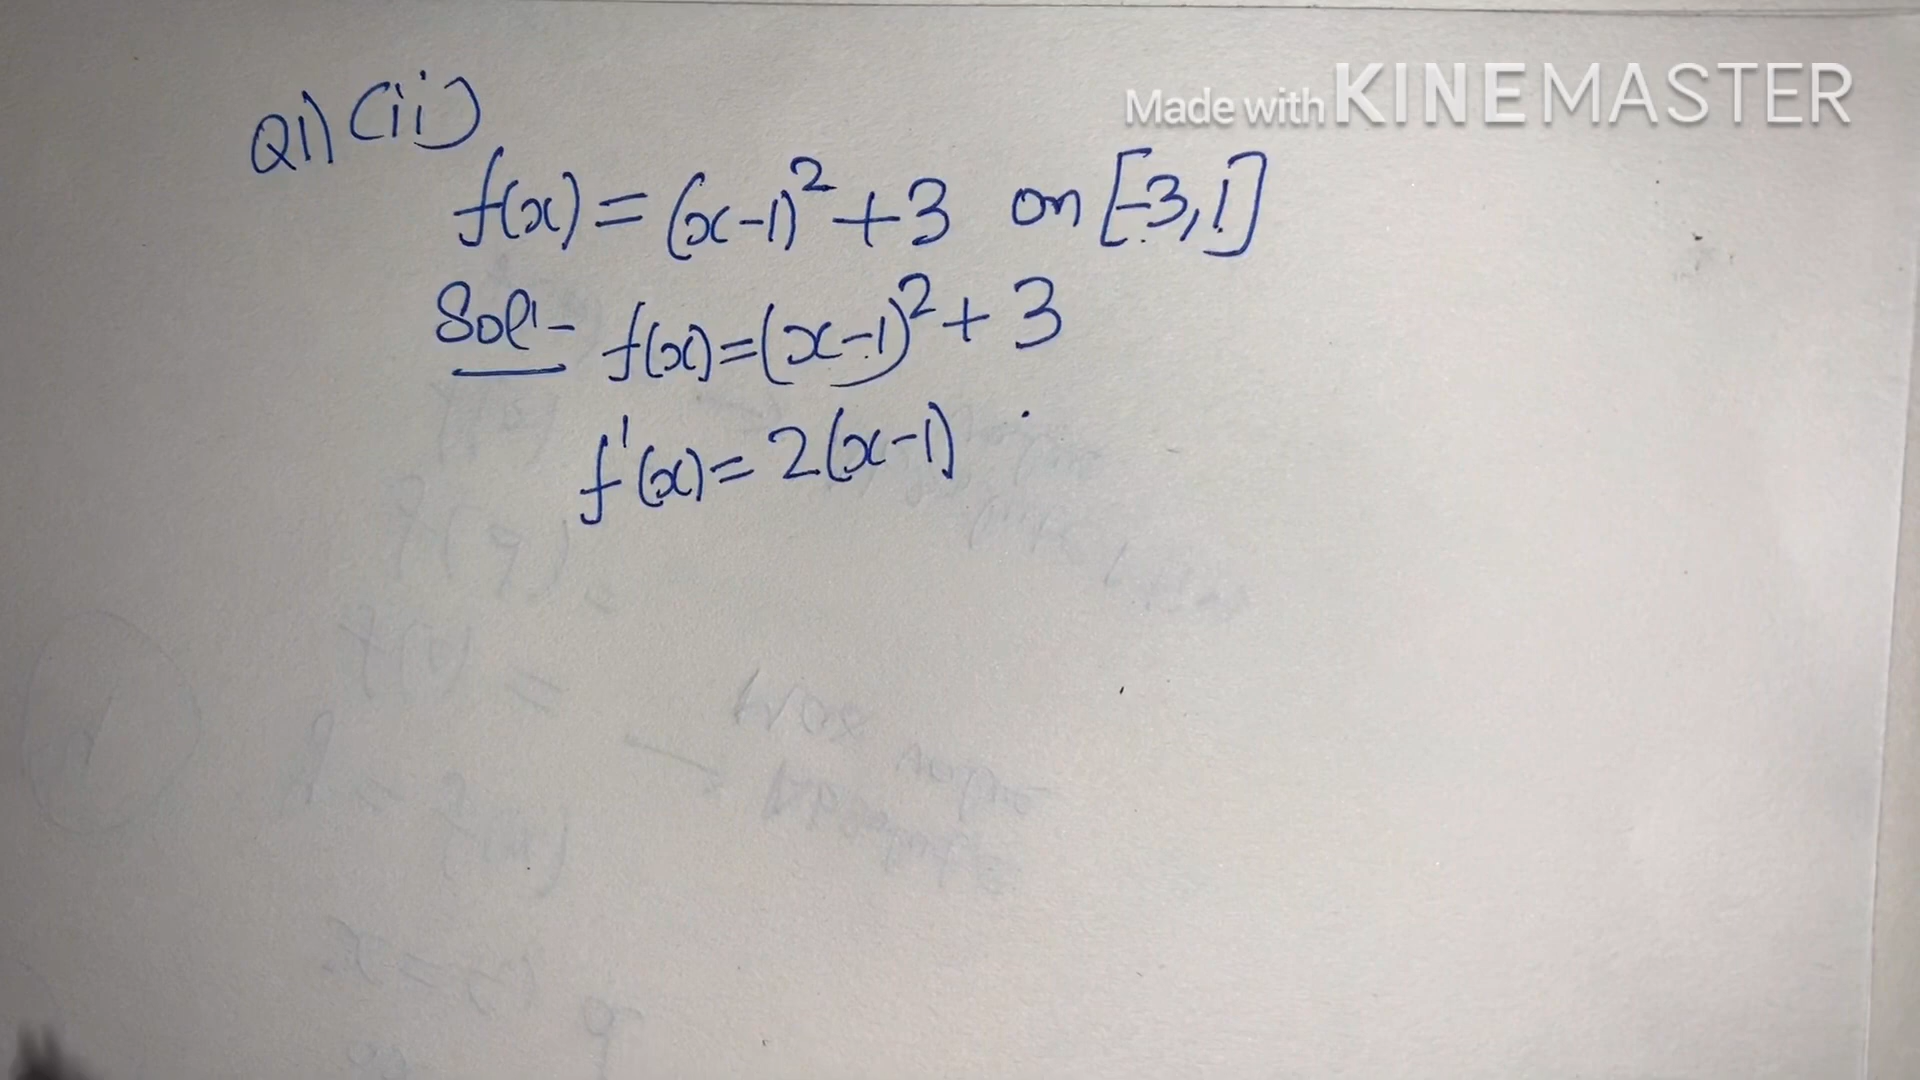 Made with KINEMASTER
Q1) (ii)
f(x) = (x-1)² + 3 on [-3,1]
Sol- f(x) = (x-1)² + 3
f'(x) = 2(x-1)